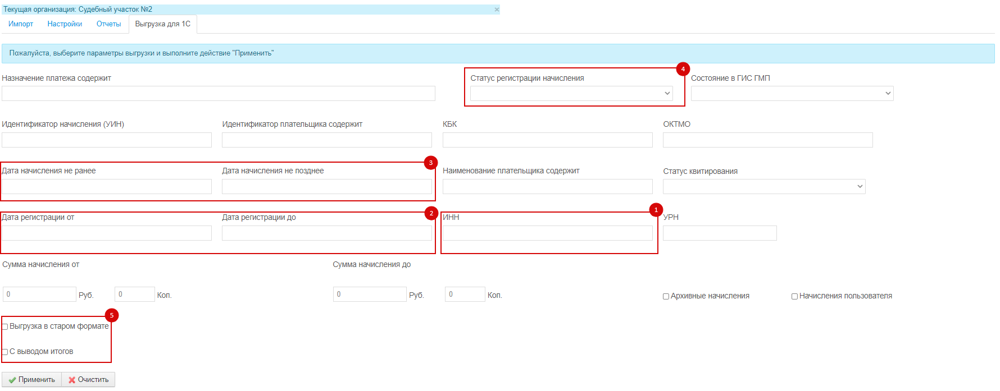 Текущая организация: Судебный участок №2
Импорт Настройки Отчеты Выгрузка для 1С
Пожалуйста, выберите параметры выгрузки и выполните действие "Применить"
4
Назначение платежа содержит Статус регистрации начисления Состояние в ГИС ГМП
Идентификатор начисления (УИН) Идентификатор плательщика содержит КБК ОКТМО
3
Дата начисления не ранее Дата начисления не позднее Наименование плательщика содержит Статус квитирования
2 1
Дата регистрации от Дата регистрации до ИНН УРН
Сумма начисления от Сумма начисления до
0 Руб. 0 Коп. 0 Руб. 0 Коп. Архивные начисления Начисления пользователя
5
Выгрузка в старом формате
С выводом итогов
Применить Очистить